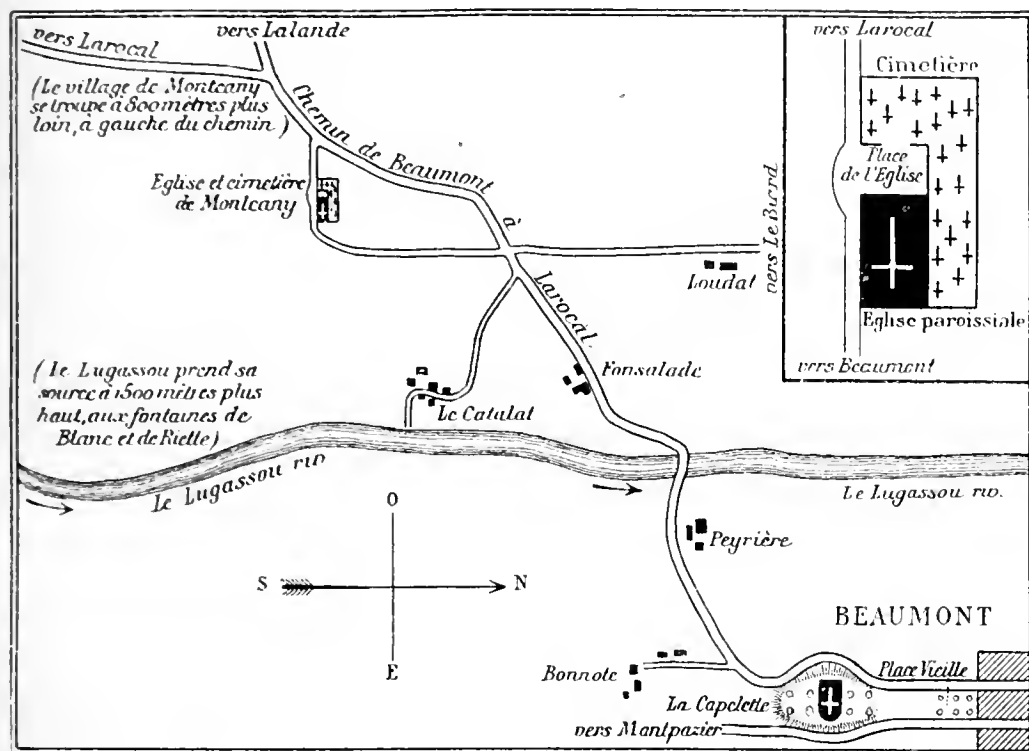 vers Larocal
vers Lalande
(Le village de Montcany
se trouve à 800 mètres plus
loin, à gauche du chemin)
Chemin de Beaumont
à
Larocal
Eglise et cimetière
de Montcany
Loudat
vers Le Bierd
vers Larocal
Cimetière
Place
de l'Eglise
Eglise paroissiale
vers Beaumont
(Le Lugassou prend sa
source à 1500 mètres plus
haut, aux fontaines de
Blanc et de Riette)
Fonsalade
Le Catalat
Le Lugassou riv.
Le Lugassou riv.
O
S
N
E
Peyrière
BEAUMONT
Bonnote
Place Vieille
La Capelette
vers Montpazier